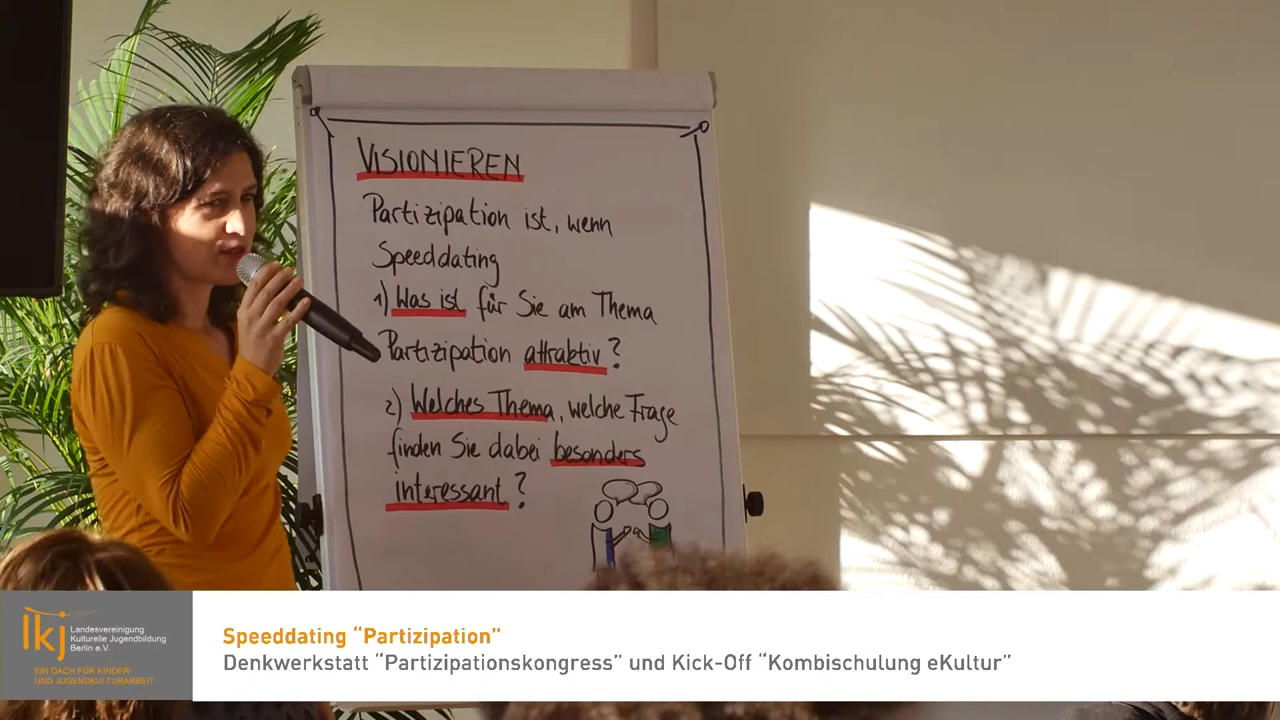 VISIONIEREN
Partizipation ist, wenn
Speeddating
1) Was ist für Sie am Thema
Partizipation attraktiv?
2) Welches Thema, welche Frage
finden Sie dabei besonders
interessant?
lkj
Landesvereinigung
Kulturelle Jugendbildung
Berlin e.V.
EIN DACH FÜR KINDER-
UND JUGENDKULTURARBEIT
Speeddating “Partizipation”
Denkwerkstatt “Partizipationskongress” und Kick-Off “Kombischulung eKultur”